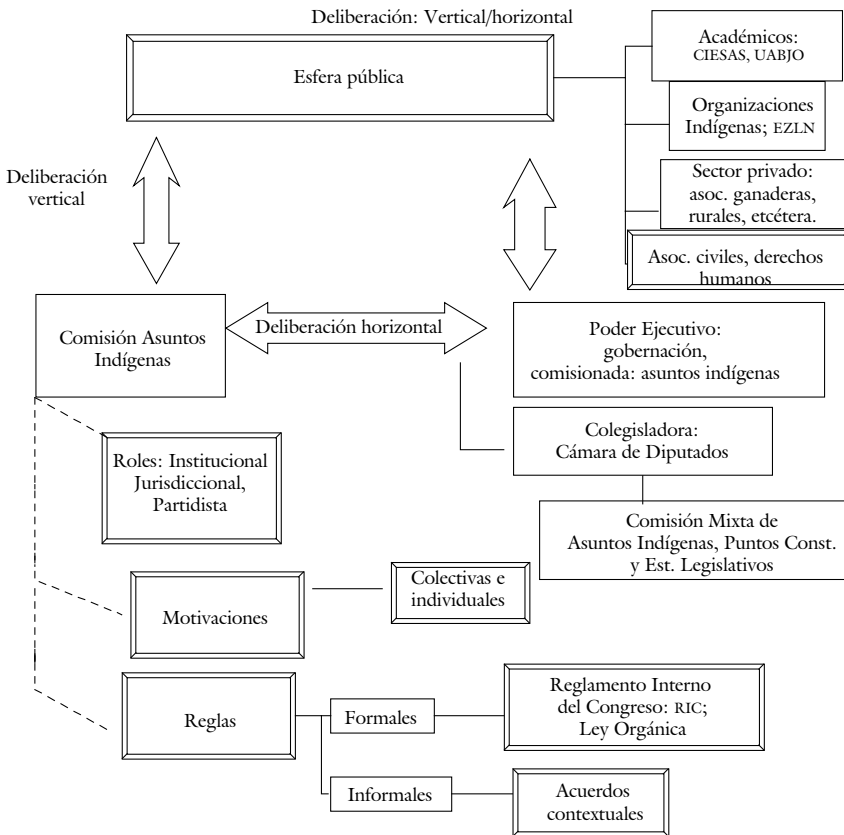 Deliberación: Vertical/horizontal
Esfera pública
Académicos:
CIESAS, UABJO
Organizaciones
Indígenas; EZLN
Sector privado:
asoc. ganaderas,
rurales, etcétera.
Asoc. civiles, derechos
humanos
Deliberación
vertical
Comisión Asuntos
Indígenas
Deliberación horizontal
Poder Ejecutivo:
gobernación,
comisionada: asuntos indígenas
Colegisladora:
Cámara de Diputados
Comisión Mixta de
Asuntos Indígenas, Puntos Const.
y Est. Legislativos
Roles: Institucional
Jurisdiccional,
Partidista
Motivaciones
Colectivas e
individuales
Reglas
Formales
Reglamento Interno
del Congreso: RIC;
Ley Orgánica
Informales
Acuerdos
contextuales